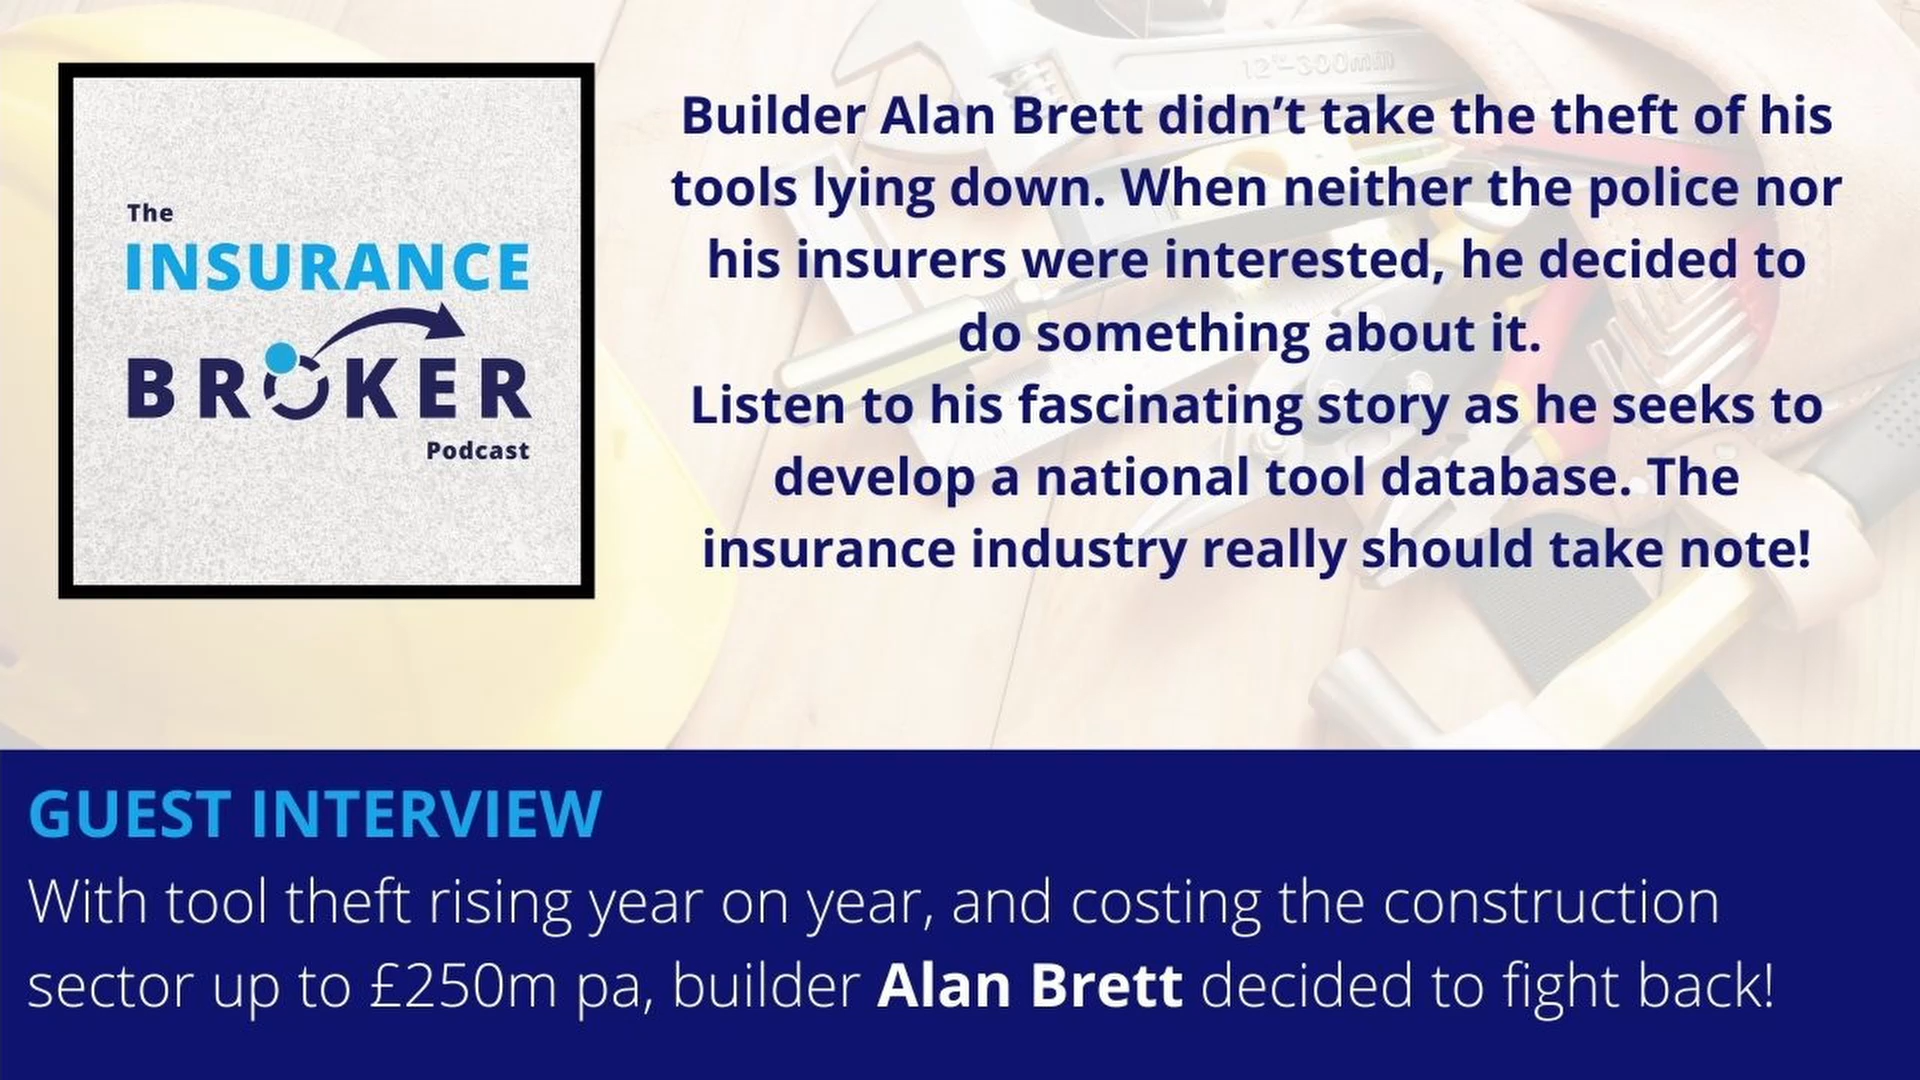 The
INSURANCE
BROKER
Podcast
12"-300mm
Builder Alan Brett didn’t take the theft of his
tools lying down. When neither the police nor
his insurers were interested, he decided to
do something about it.
Listen to his fascinating story as he seeks to
develop a national tool database. The
insurance industry really should take note!
GUEST INTERVIEW
With tool theft rising year on year, and costing the construction
sector up to £250m pa, builder Alan Brett decided to fight back!